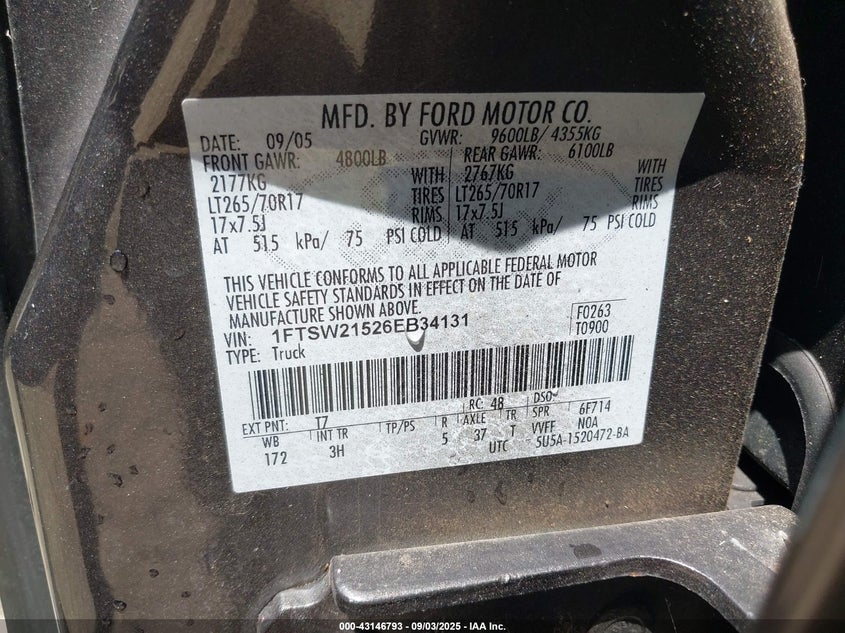 MFD. BY FORD MOTOR CO.
DATE: 09/05 GVWR: 9600LB/ 4355KG
FRONT GAWR: 4800LB REAR GAWR: 6100LB
2177KG WITH 2767KG WITH
LT265/70R17 TIRES LT265/70R17 TIRES
17x7.5J RIMS 17x7.5J RIMS
AT 515 kPa/ 75 PSI COLD AT 515 kPa/ 75 PSI COLD
THIS VEHICLE CONFORMS TO ALL APPLICABLE FEDERAL MOTOR
VEHICLE SAFETY STANDARDS IN EFFECT ON THE DATE OF
MANUFACTURE SHOWN ABOVE.
VIN: 1FTSW21526EB34131 F0263
TYPE: Truck T0900
EXT PNT: T7 RC: 48 DSO:
WB INT TR TP/PS R AXLE TR SPR 6F714
172 3H 5 37 T VVFF NOA
UTC 5U5A-1520472-BA
000-43146793 - 09/03/2025 - IAA Inc.